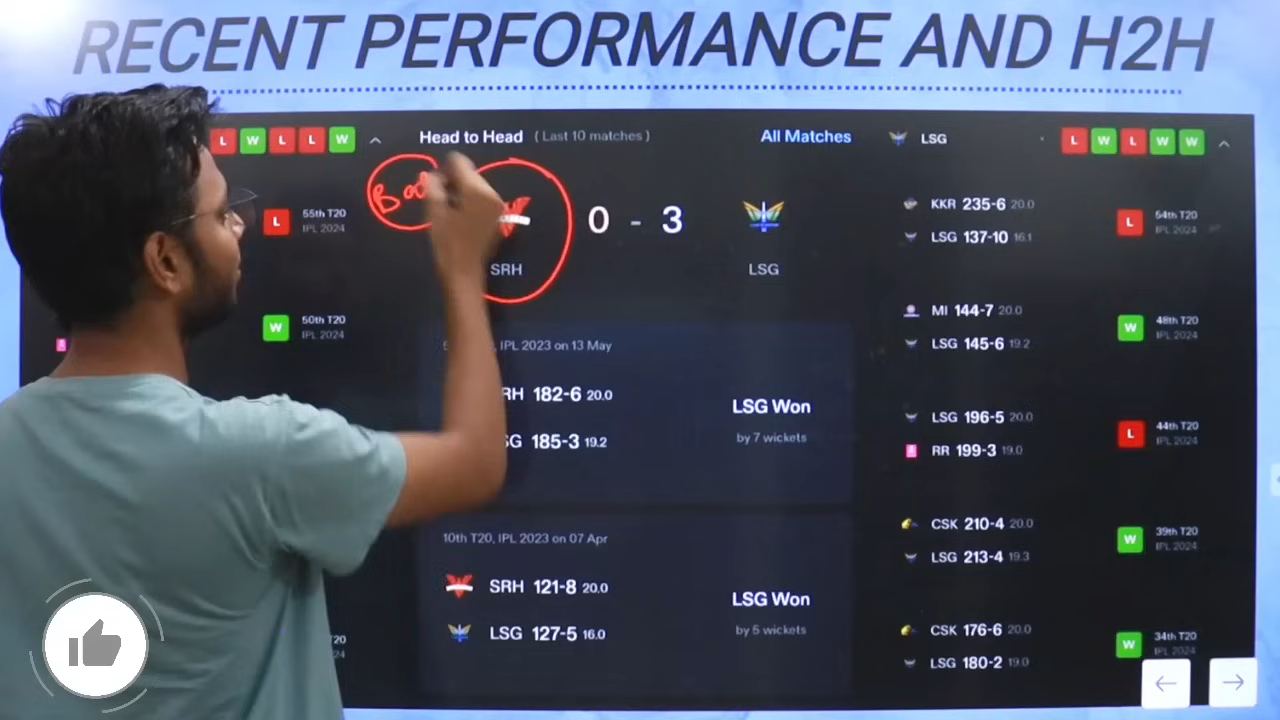 RECENT PERFORMANCE AND H2H
L W L L W
Head to Head (Last 10 matches)
All Matches
LSG
L W L W W
L 55th T20
IPL 2024
W 50th T20
IPL 2024
SRH
0 - 3
LSG
IPL 2023 on 13 May
RH 182-6 20.0
SG 185-3 19.2
LSG Won
by 7 wickets
10th T20, IPL 2023 on 07 Apr
SRH 121-8 20.0
LSG 127-5 16.0
LSG Won
by 5 wickets
KKR 235-6 20.0
LSG 137-10 16.1
L 54th T20
IPL 2024
MI 144-7 20.0
LSG 145-6 19.2
W 48th T20
IPL 2024
LSG 196-5 20.0
RR 199-3 19.0
L 44th T20
IPL 2024
CSK 210-4 20.0
LSG 213-4 19.3
W 39th T20
IPL 2024
CSK 176-6 20.0
LSG 180-2 19.0
W 34th T20